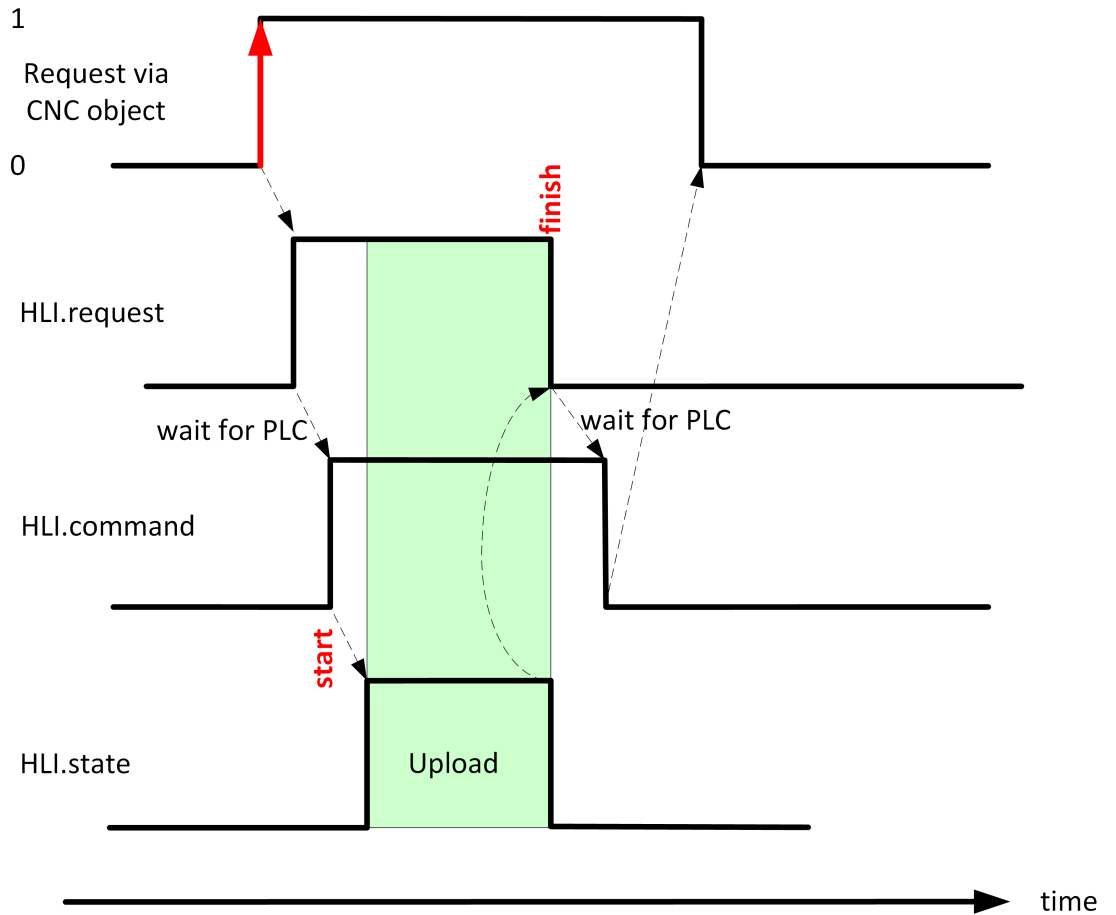 1
Request via
CNC object
0
finish
HLI.request
wait for PLC
wait for PLC
HLI.command
start
HLI.state
Upload
time